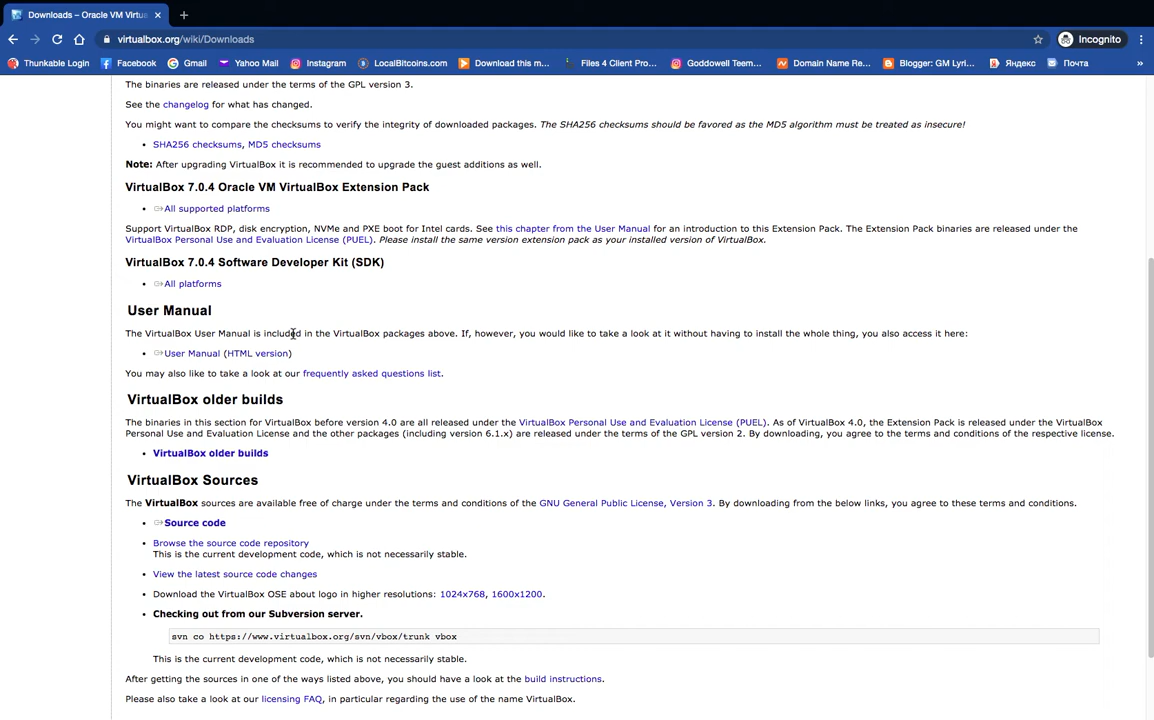 Downloads – Oracle VM Virtu
virtualbox.org/wiki/Downloads
Incognito
Thunkable Login
Facebook
Gmail
Yahoo Mail
Instagram
LocalBitcoins.com
Download this m...
Files 4 Client Pro...
Goddowell Teem...
Domain Name Re...
Blogger: GM Lyri...
Яндекс
Почта
»
The binaries are released under the terms of the GPL version 3.
See the changelog for what has changed.
You might want to compare the checksums to verify the integrity of downloaded packages. The SHA256 checksums should be favored as the MD5 algorithm must be treated as insecure!
• SHA256 checksums, MD5 checksums
Note: After upgrading VirtualBox it is recommended to upgrade the guest additions as well.
VirtualBox 7.0.4 Oracle VM VirtualBox Extension Pack
• All supported platforms
Support VirtualBox RDP, disk encryption, NVMe and PXE boot for Intel cards. See this chapter from the User Manual for an introduction to this Extension Pack. The Extension Pack binaries are released under the
VirtualBox Personal Use and Evaluation License (PUEL). Please install the same version extension pack as your installed version of VirtualBox.
VirtualBox 7.0.4 Software Developer Kit (SDK)
• All platforms
User Manual
The VirtualBox User Manual is included in the VirtualBox packages above. If, however, you would like to take a look at it without having to install the whole thing, you also access it here:
• User Manual (HTML version)
You may also like to take a look at our frequently asked questions list.
VirtualBox older builds
The binaries in this section for VirtualBox before version 4.0 are all released under the VirtualBox Personal Use and Evaluation License (PUEL). As of VirtualBox 4.0, the Extension Pack is released under the VirtualBox
Personal Use and Evaluation License and the other packages (including version 6.1.x) are released under the terms of the GPL version 2. By downloading, you agree to the terms and conditions of the respective license.
• VirtualBox older builds
VirtualBox Sources
The VirtualBox sources are available free of charge under the terms and conditions of the GNU General Public License, Version 3. By downloading from the below links, you agree to these terms and conditions.
• Source code
• Browse the source code repository
This is the current development code, which is not necessarily stable.
• View the latest source code changes
• Download the VirtualBox OSE about logo in higher resolutions: 1024x768, 1600x1200.
• Checking out from our Subversion server.
svn co https://www.virtualbox.org/svn/vbox/trunk vbox
This is the current development code, which is not necessarily stable.
After getting the sources in one of the ways listed above, you should have a look at the build instructions.
Please also take a look at our licensing FAQ, in particular regarding the use of the name VirtualBox.